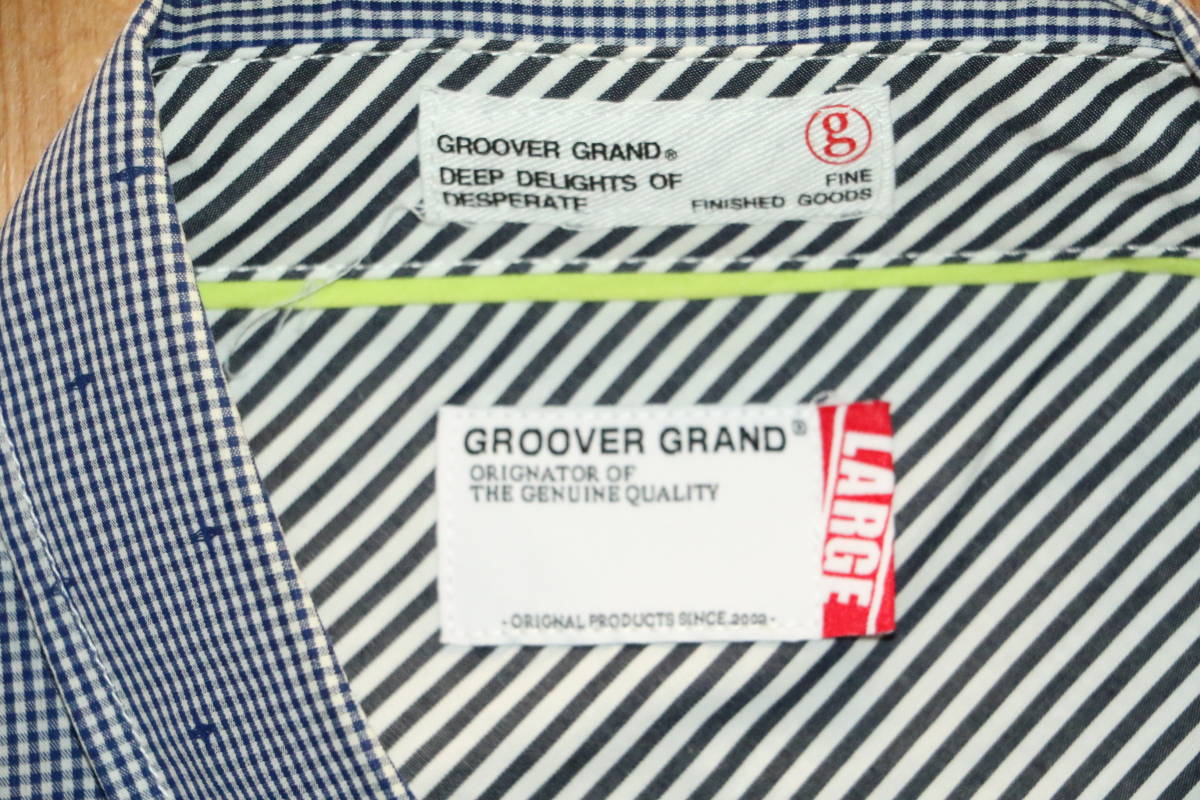 GROOVER GRAND®
DEEP DELIGHTS OF
DESPERATE
g
FINE
FINISHED GOODS
GROOVER GRAND®
ORIGNATOR OF
THE GENUINE QUALITY
- ORIGNAL PRODUCTS SINCE.2002 -
LARGE